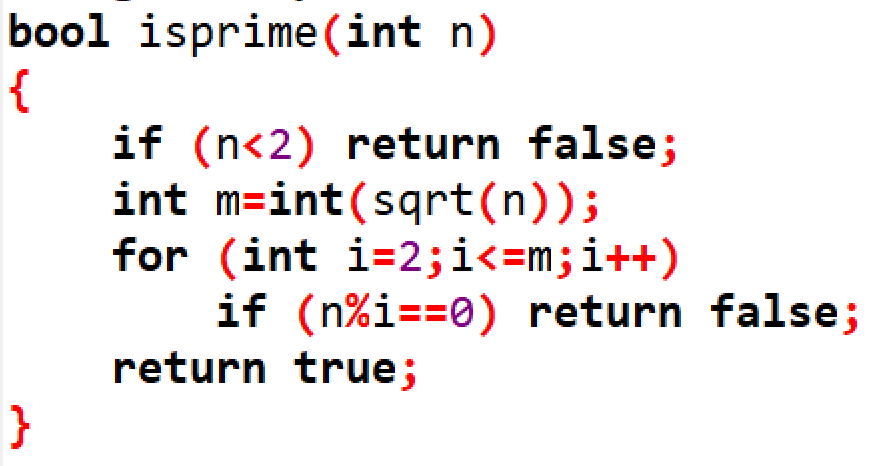 bool isprime(int n)
{
    if (n<2) return false;
    int m=int(sqrt(n));
    for (int i=2;i<=m;i++)
        if (n%i==0) return false;
    return true;
}